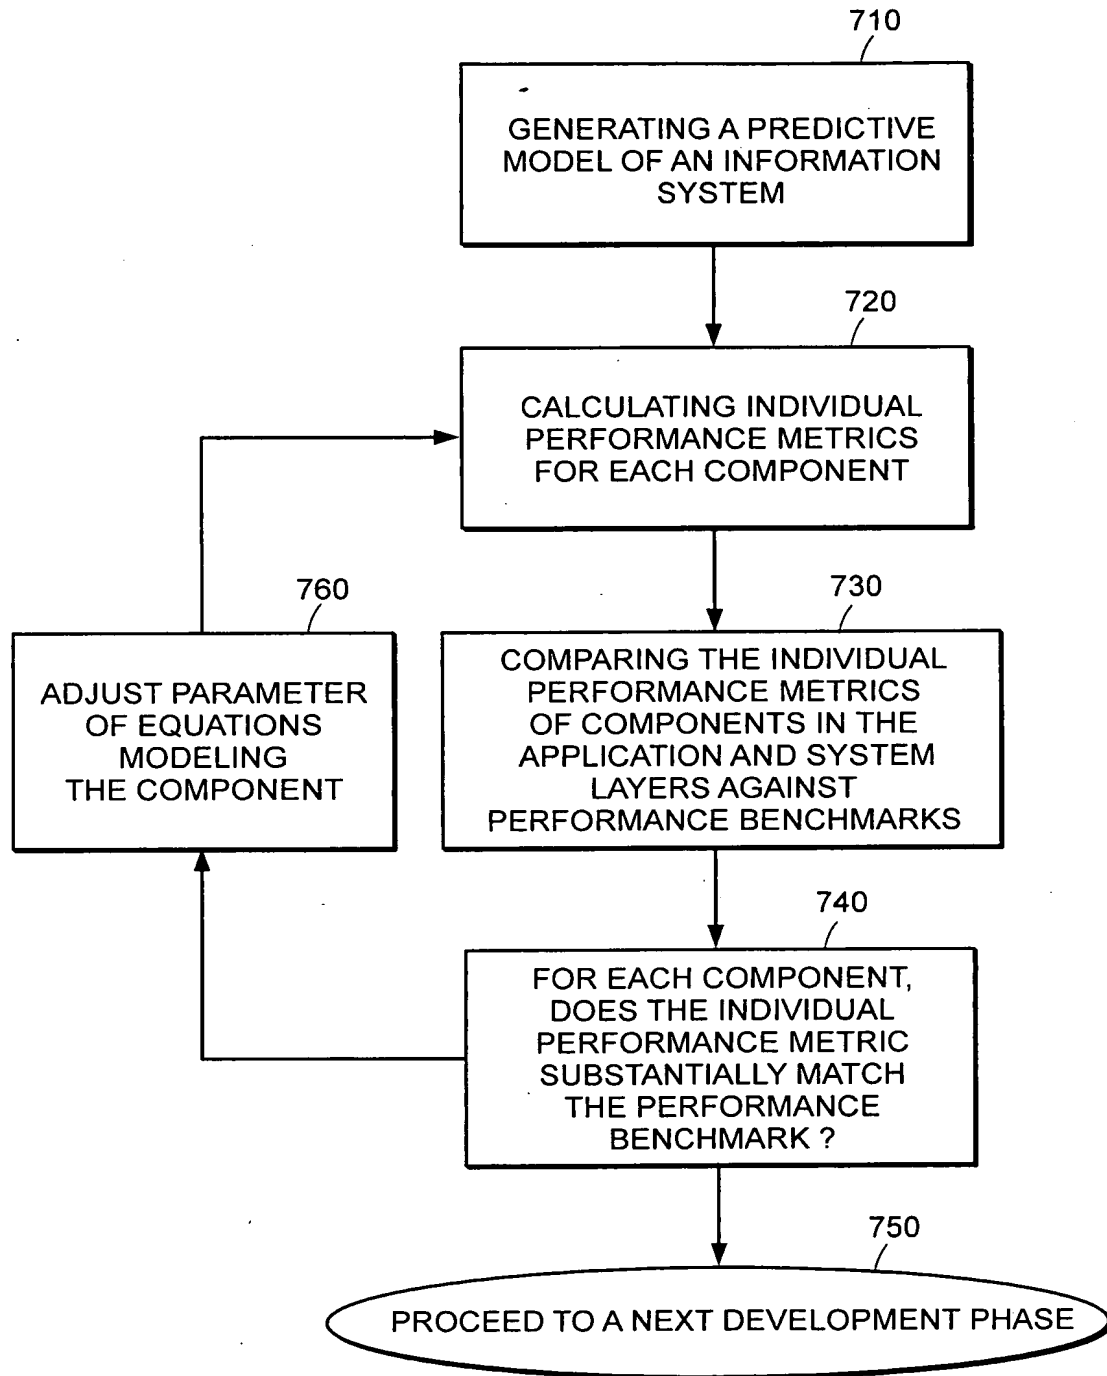 710
GENERATING A PREDICTIVE
MODEL OF AN INFORMATION
SYSTEM
720
CALCULATING INDIVIDUAL
PERFORMANCE METRICS
FOR EACH COMPONENT
760
ADJUST PARAMETER
OF EQUATIONS
MODELING
THE COMPONENT
730
COMPARING THE INDIVIDUAL
PERFORMANCE METRICS
OF COMPONENTS IN THE
APPLICATION AND SYSTEM
LAYERS AGAINST
PERFORMANCE BENCHMARKS
740
FOR EACH COMPONENT,
DOES THE INDIVIDUAL
PERFORMANCE METRIC
SUBSTANTIALLY MATCH
THE PERFORMANCE
BENCHMARK ?
750
PROCEED TO A NEXT DEVELOPMENT PHASE